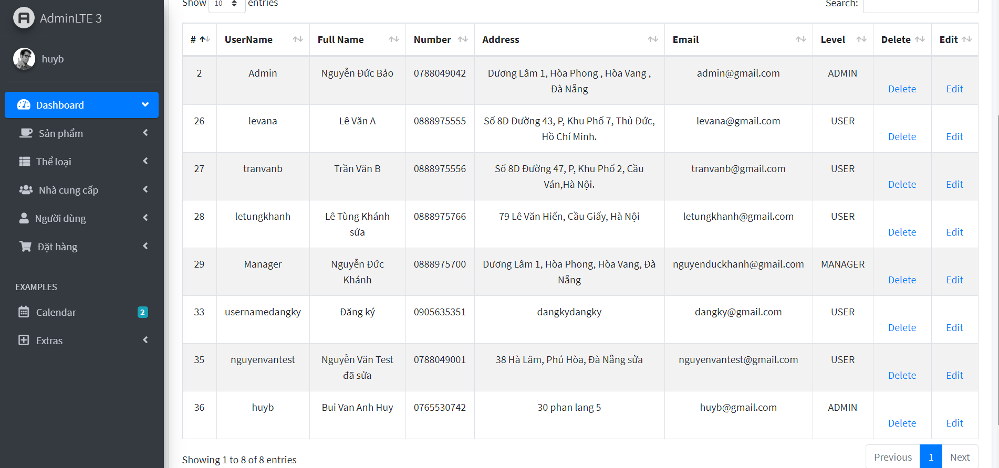 AdminLTE 3
huyb
Dashboard
Sản phẩm
Thể loại
Nhà cung cấp
Người dùng
Đặt hàng
EXAMPLES
Calendar 2
Extras
Show 10 entries
Search:
# UserName Full Name Number Address Email Level Delete Edit
2 Admin Nguyễn Đức Bảo 0788049042 Dương Lâm 1, Hòa Phong , Hòa Vang , admin@gmail.com ADMIN
Đà Nẵng Delete Edit
26 levana Lê Văn A 0888975555 Số 8D Đường 43, P, Khu Phố 7, Thủ Đức, levana@gmail.com USER
Hồ Chí Minh. Delete Edit
27 tranvanb Trần Văn B 0888975556 Số 8D Đường 47, P, Khu Phố 2, Cầu tranvanb@gmail.com USER
Ván,Hà Nội. Delete Edit
28 letungkhanh Lê Tùng Khánh 0888975766 79 Lê Văn Hiến, Cầu Giấy, Hà Nội letungkhanh@gmail.com USER
sửa Delete Edit
29 Manager Nguyễn Đức 0888975700 Dương Lâm 1, Hòa Phong, Hòa Vang, Đà nguyenduckhanh@gmail.com MANAGER
Khánh Nẵng Delete Edit
33 usernamedangky Đăng ký 0905635351 dangkydangky dangky@gmail.com USER
Delete Edit
35 nguyenvantest Nguyễn Văn Test 0788049001 38 Hà Lâm, Phú Hòa, Đà Nẵng sửa nguyenvantest@gmail.com USER
đã sửa Delete Edit
36 huyb Bui Van Anh Huy 0765530742 30 phan lang 5 huyb@gmail.com ADMIN
Delete Edit
Showing 1 to 8 of 8 entries
Previous 1 Next